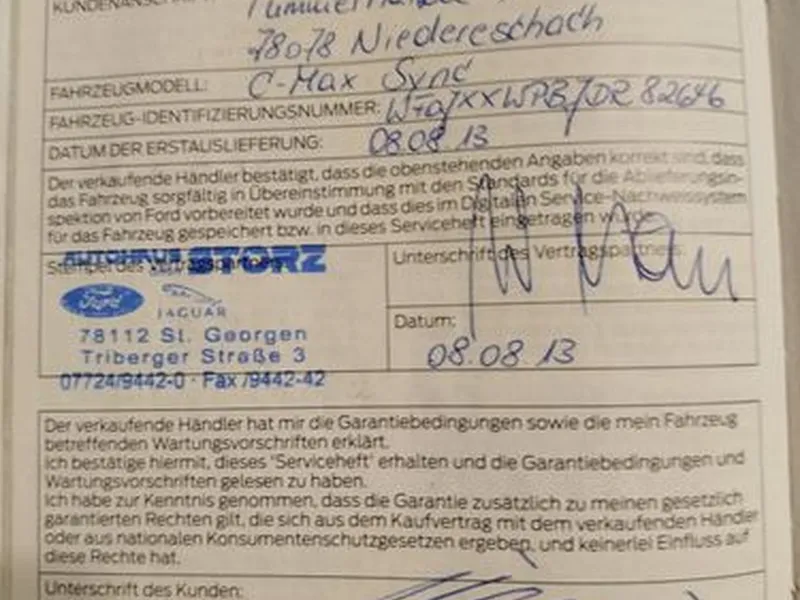 78078 Niedereschach
FAHRZEUGMODELL: C-Max Sync
FAHRZEUG-IDENTIFIZIERUNGSNUMMER:
DATUM DER ERSTAUSLIEFERUNG: 08.08.13
Der verkaufende Händler bestätigt, dass die obenstehenden Angaben korrekt sind, dass
das Fahrzeug sorgfältig in Übereinstimmung mit den Standards für die Ablieferungsin-
spektion von Ford vorbereitet wurde und dass dies im Digitalen Service-Nachweissystem
für das Fahrzeug gespeichert bzw. in dieses Serviceheft eingetragen wurde.
AUTOHAUS STORZ
Stempel des Vertragspartners:
Ford JAGUAR
78112 St. Georgen
Triberger Straße 3
07724/9442-0 · Fax /9442-42
Unterschrift des Vertragspartners:
Datum:
08.08 13
Der verkaufende Händler hat mir die Garantiebedingungen sowie die mein Fahrzeug
betreffenden Wartungsvorschriften erklärt.
Ich bestätige hiermit, dieses "Serviceheft" erhalten und die Garantiebedingungen und
Wartungsvorschriften gelesen zu haben.
Ich habe zur Kenntnis genommen, dass die Garantie zusätzlich zu meinen gesetzlich
garantierten Rechten gilt, die sich aus dem Kaufvertrag mit dem verkaufenden Händler
oder aus nationalen Konsumentenschutzgesetzen ergeben, und keinerlei Einfluss auf
diese Rechte hat.
Unterschrift des Kunden: